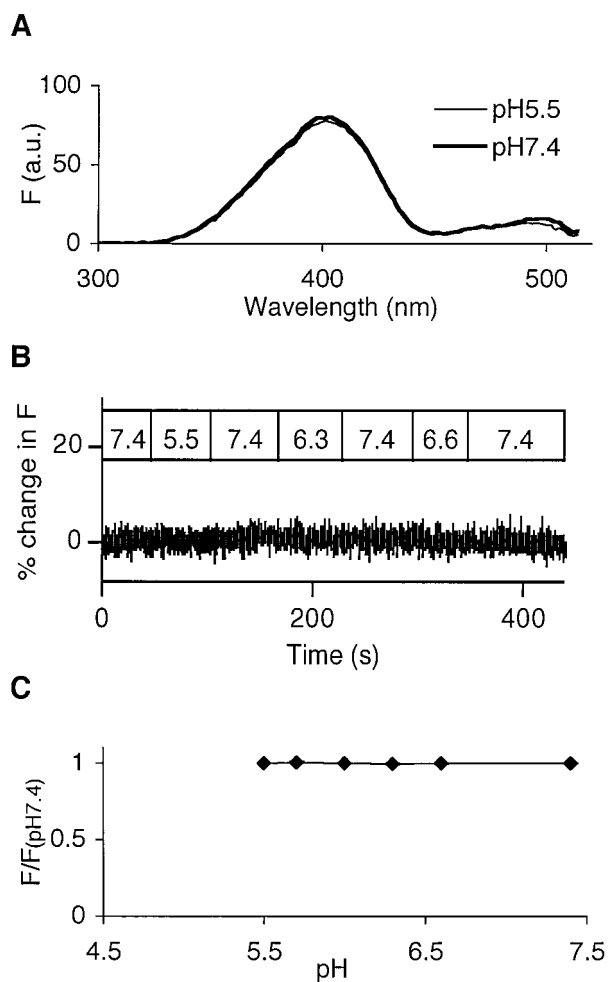 A
100
50
0
F (a.u.)
pH5.5
pH7.4
300
400
500
Wavelength (nm)
B
% change in F
20
0
7.4 5.5 7.4 6.3 7.4 6.6 7.4
0
200
400
Time (s)
C
F/F(pH7.4)
1
0.5
0
4.5
5.5
6.5
7.5
pH